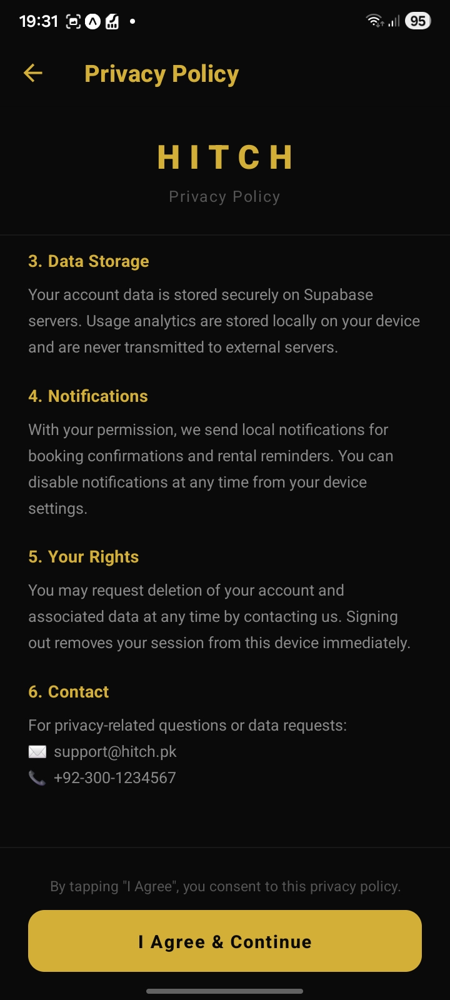 19:31
95
Privacy Policy
HITCH
Privacy Policy
3. Data Storage
Your account data is stored securely on Supabase
servers. Usage analytics are stored locally on your device
and are never transmitted to external servers.
4. Notifications
With your permission, we send local notifications for
booking confirmations and rental reminders. You can
disable notifications at any time from your device
settings.
5. Your Rights
You may request deletion of your account and
associated data at any time by contacting us. Signing
out removes your session from this device immediately.
6. Contact
For privacy-related questions or data requests:
support@hitch.pk
+92-300-1234567
By tapping "I Agree", you consent to this privacy policy.
I Agree & Continue